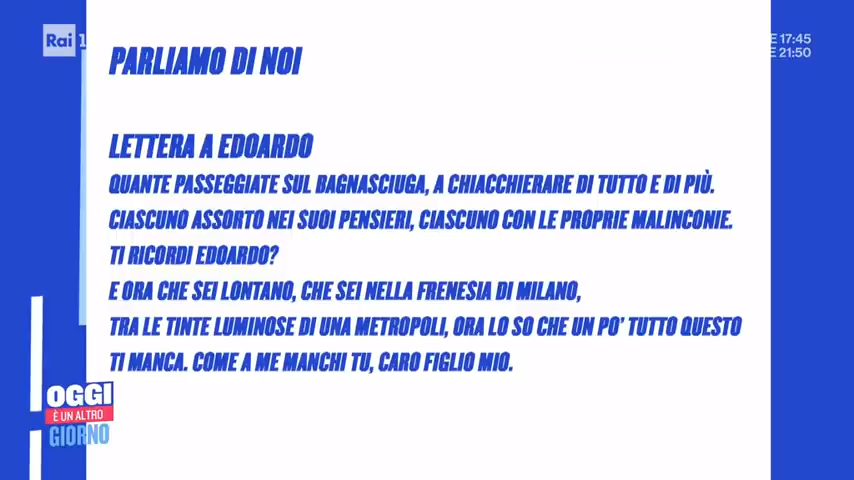 Rai 1
E 17:45
E 21:50
PARLIAMO DI NOI
LETTERA A EDOARDO
QUANTE PASSEGGIATE SUL BAGNASCIUGA, A CHIACCHIERARE DI TUTTO E DI PIÙ.
CIASCUNO ASSORTO NEI SUOI PENSIERI, CIASCUNO CON LE PROPRIE MALINCONIE.
TI RICORDI EDOARDO?
E ORA CHE SEI LONTANO, CHE SEI NELLA FRENESIA DI MILANO,
TRA LE TINTE LUMINOSE DI UNA METROPOLI, ORA LO SO CHE UN PO' TUTTO QUESTO
TI MANCA. COME A ME MANCHI TU, CARO FIGLIO MIO.
OGGI
È UN ALTRO
GIORNO